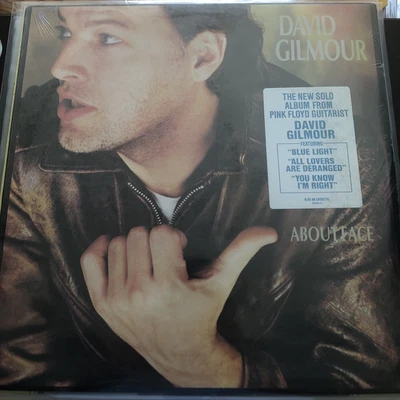 DAVID
GILMOUR
THE NEW SOLO
ALBUM FROM
PINK FLOYD GUITARIST
DAVID
GILMOUR
FEATURING
"BLUE LIGHT"
"ALL LOVERS
ARE DERANGED"
"YOU KNOW
I'M RIGHT"
ABOUT FACE